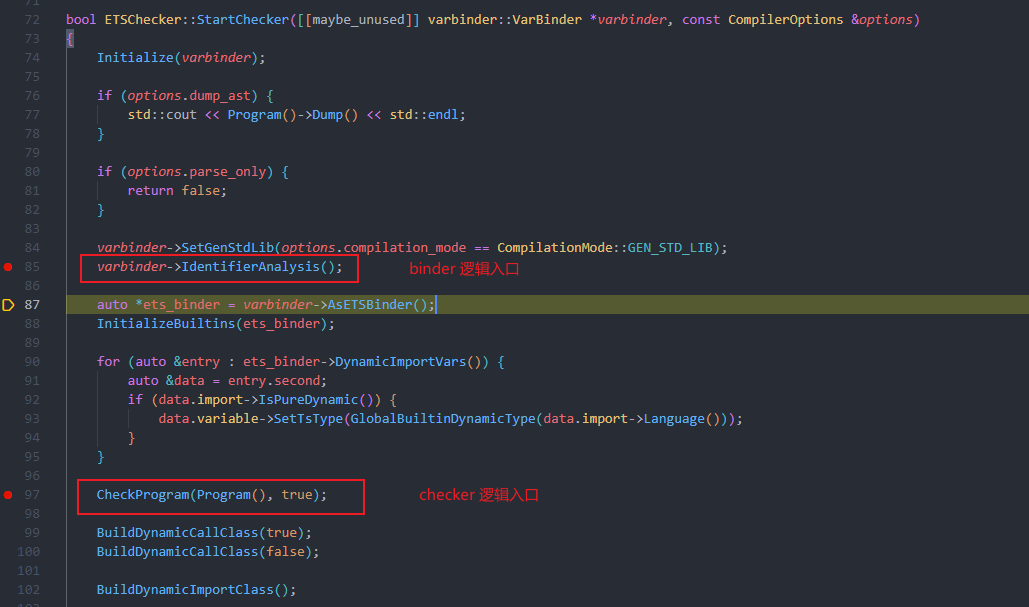 71
72 bool ETSChecker::StartChecker([[maybe_unused]] varbinder::VarBinder *varbinder, const CompilerOptions &options)
73 {
74     Initialize(varbinder);
75
76     if (options.dump_ast) {
77         std::cout << Program()->Dump() << std::endl;
78     }
79
80     if (options.parse_only) {
81         return false;
82     }
83
84     varbinder->SetGenStdLib(options.compilation_mode == CompilationMode::GEN_STD_LIB);
85     varbinder->IdentifierAnalysis(); binder 逻辑入口
86
87     auto *ets_binder = varbinder->AsETSBinder();
88     InitializeBuiltins(ets_binder);
89
90     for (auto &entry : ets_binder->DynamicImportVars()) {
91         auto &data = entry.second;
92         if (data.import->IsPureDynamic()) {
93             data.variable->SetTsType(GlobalBuiltinDynamicType(data.import->Language()));
94         }
95     }
96
97     CheckProgram(Program(), true); checker 逻辑入口
98
99     BuildDynamicCallClass(true);
100     BuildDynamicCallClass(false);
101
102     BuildDynamicImportClass();
103